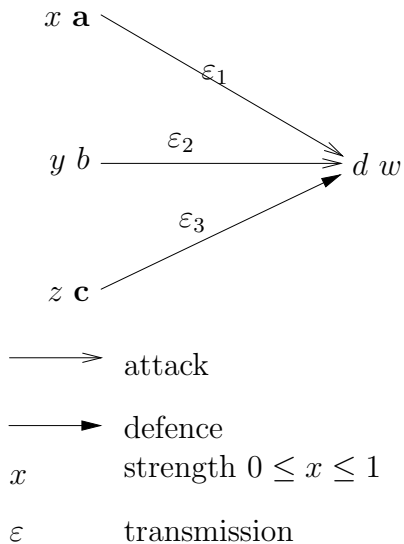 x a
ε₁
y b
ε₂
d w
ε₃
z c
attack
defence
x strength 0 ≤ x ≤ 1
ε transmission